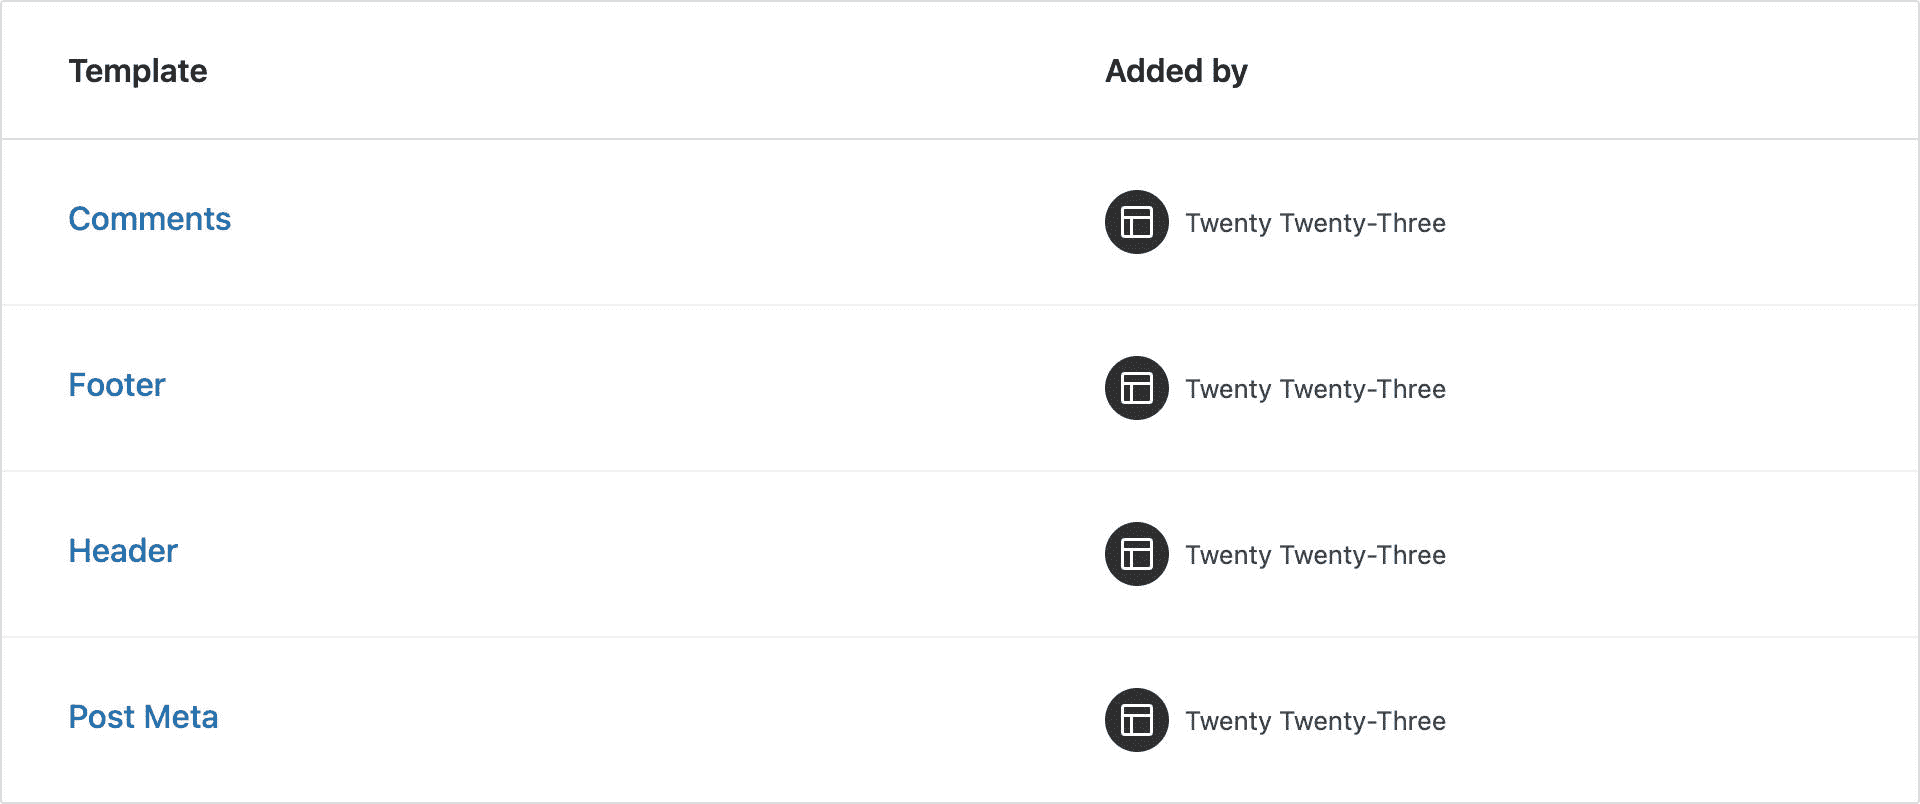 Template Added by
Comments Twenty Twenty-Three
Footer Twenty Twenty-Three
Header Twenty Twenty-Three
Post Meta Twenty Twenty-Three